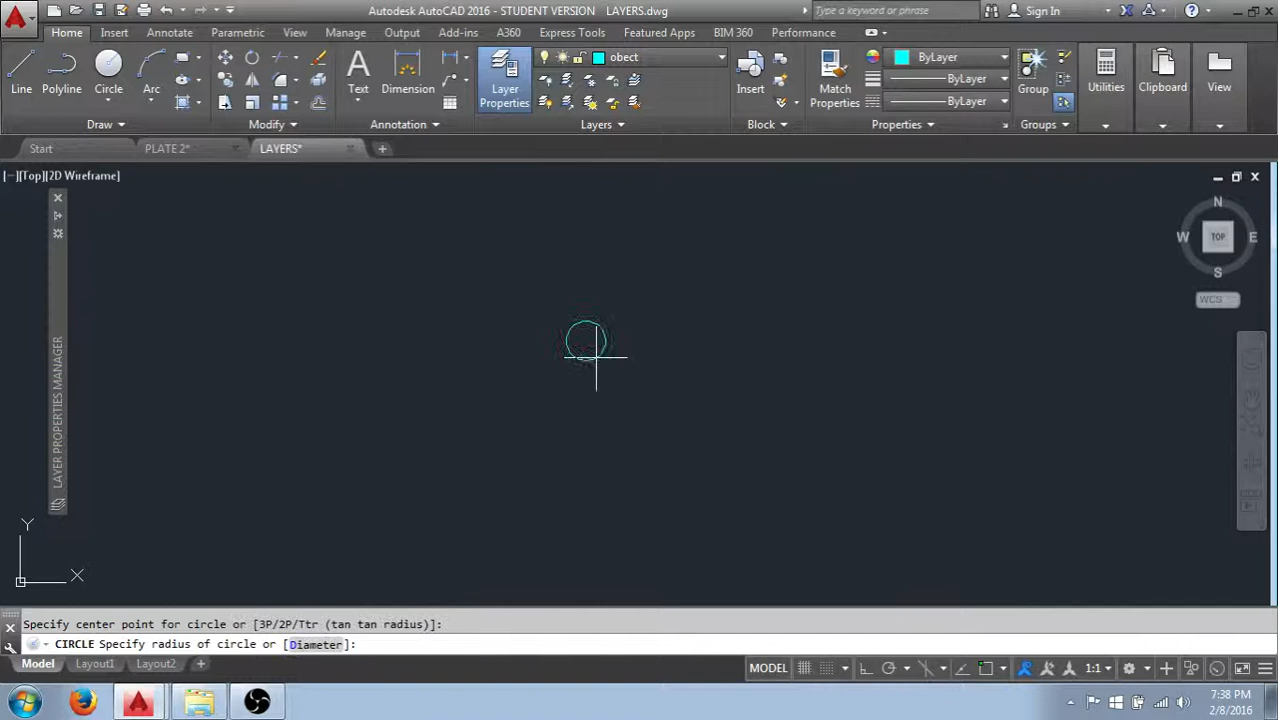 Autodesk AutoCAD 2016 - STUDENT VERSION LAYERS.dwg
Type a keyword or phrase
Sign In
Home Insert Annotate Parametric View Manage Output Add-ins A360 Express Tools Featured Apps BIM 360 Performance
obect
ByLayer
ByLayer
ByLayer
Line Polyline Circle Arc Text Dimension Layer Properties Insert Match Properties Group Utilities Clipboard View
Draw Modify Annotation Layers Block Properties Groups
Start PLATE 2* LAYERS*
[−][Top][2D Wireframe]
N
W TOP E
S
WCS
LAYER PROPERTIES MANAGER
Y
X
Specify center point for circle or [3P/2P/Ttr (tan tan radius)]:
CIRCLE Specify radius of circle or [Diameter]:
Model Layout1 Layout2
MODEL 1:1
7:38 PM
2/8/2016